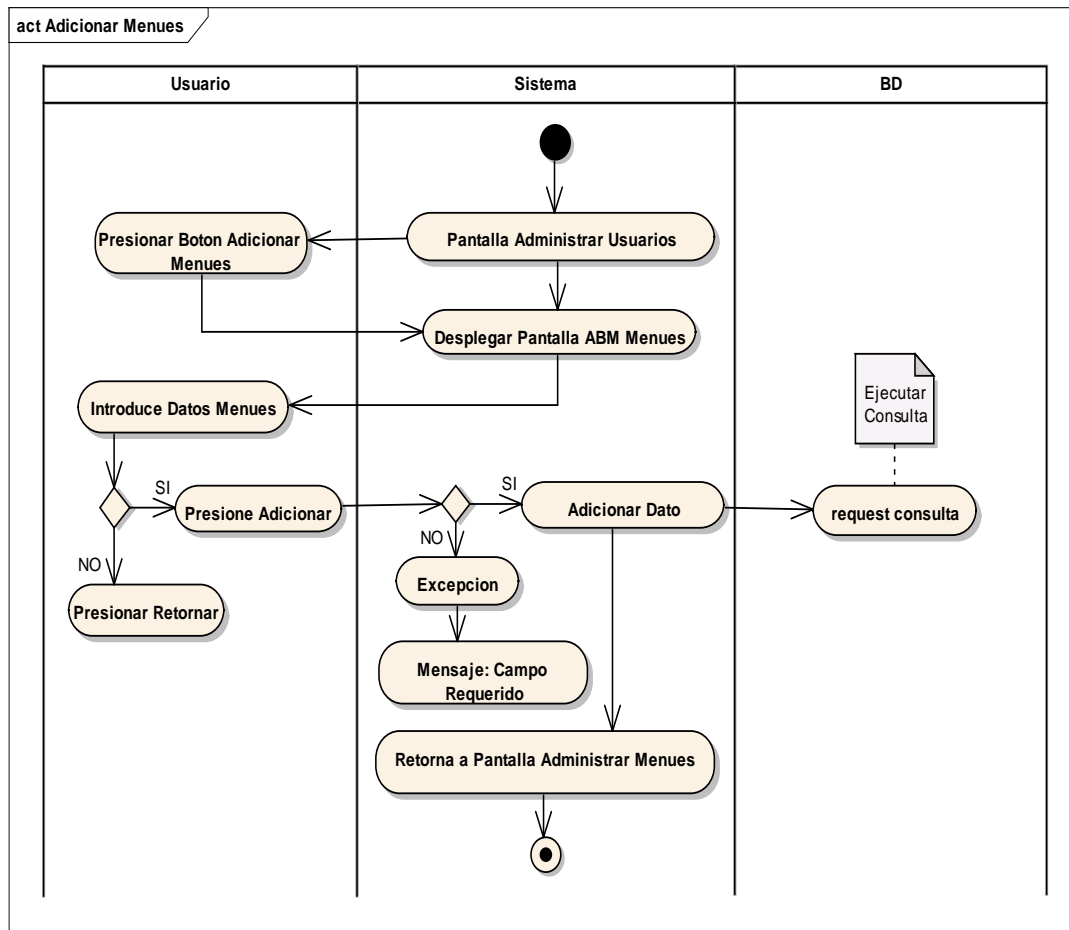 act Adicionar Menues
Usuario
Sistema
BD
Presionar Boton Adicionar
Menues
Pantalla Administrar Usuarios
Desplegar Pantalla ABM Menues
Introduce Datos Menues
Ejecutar
Consulta
SI
Presione Adicionar
SI
Adicionar Dato
request consulta
NO
NO
Excepcion
Presionar Retornar
Mensaje: Campo
Requerido
Retorna a Pantalla Administrar Menues